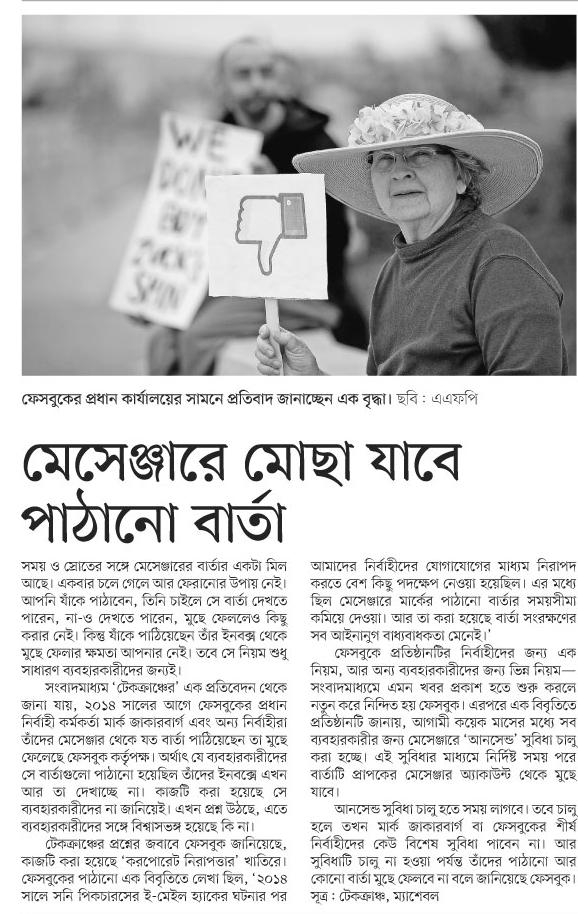 WE
DON'T
BUY
ZUCK'S
SPIN
ফেসবুকের প্রধান কার্যালয়ের সামনে প্রতিবাদ জানাচ্ছেন এক বৃদ্ধা। ছবি : এএফপি
মেসেঞ্জারে মোছা যাবে
পাঠানো বার্তা
সময় ও স্রোতের সঙ্গে মেসেঞ্জারের বার্তার একটা মিল
আছে। একবার চলে গেলে আর ফেরানোর উপায় নেই।
আপনি যাঁকে পাঠাবেন, তিনি চাইলে সে বার্তা দেখতে
পারেন, না-ও দেখতে পারেন, মুছে ফেললেও কিছু
করার নেই। কিন্তু যাঁকে পাঠিয়েছেন তাঁর ইনবক্স থেকে
মুছে ফেলার ক্ষমতা আপনার নেই। তবে সে নিয়ম শুধু
সাধারণ ব্যবহারকারীদের জন্যই।
সংবাদমাধ্যম ‘টেকক্রাঞ্চের’ এক প্রতিবেদন থেকে
জানা যায়, ২০১৪ সালের আগে ফেসবুকের প্রধান
নির্বাহী কর্মকর্তা মার্ক জাকারবার্গ এবং অন্য নির্বাহীরা
তাঁদের মেসেঞ্জার থেকে যত বার্তা পাঠিয়েছেন তা মুছে
ফেলেছে ফেসবুক কর্তৃপক্ষ। অর্থাৎ যে ব্যবহারকারীদের
সে বার্তাগুলো পাঠানো হয়েছিল তাঁদের ইনবক্সে এখন
আর তা দেখাচ্ছে না। কাজটি করা হয়েছে সে
ব্যবহারকারীদের না জানিয়েই। এখন প্রশ্ন উঠছে, এতে
ব্যবহারকারীদের সঙ্গে বিশ্বাসভঙ্গ হয়েছে কি না।
টেকক্রাঞ্চের প্রশ্নের জবাবে ফেসবুক জানিয়েছে,
কাজটি করা হয়েছে ‘করপোরেট নিরাপত্তার’ খাতিরে।
ফেসবুকের পাঠানো এক বিবৃতিতে লেখা ছিল, ‘২০১৪
সালে সনি পিকচারসের ই-মেইল হ্যাকের ঘটনার পর
আমাদের নির্বাহীদের যোগাযোগের মাধ্যম নিরাপদ
করতে বেশ কিছু পদক্ষেপ নেওয়া হয়েছিল। এর মধ্যে
ছিল মেসেঞ্জারে মার্কের পাঠানো বার্তার সময়সীমা
কমিয়ে দেওয়া। আর তা করা হয়েছে বার্তা সংরক্ষণের
সব আইনানুগ বাধ্যবাধকতা মেনেই।’
ফেসবুকে প্রতিষ্ঠানটির নির্বাহীদের জন্য এক
নিয়ম, আর অন্য ব্যবহারকারীদের জন্য ভিন্ন নিয়ম—
সংবাদমাধ্যমে এমন খবর প্রকাশ হতে শুরু করলে
নতুন করে নিন্দিত হয় ফেসবুক। এরপরে এক বিবৃতিতে
প্রতিষ্ঠানটি জানায়, আগামী কয়েক মাসের মধ্যে সব
ব্যবহারকারীর জন্য মেসেঞ্জারে ‘আনসেন্ড’ সুবিধা চালু
করা হচ্ছে। এই সুবিধার মাধ্যমে নির্দিষ্ট সময় পরে
বার্তাটি প্রাপকের মেসেঞ্জার অ্যাকাউন্ট থেকে মুছে
যাবে।
আনসেন্ড সুবিধা চালু হতে সময় লাগবে। তবে চালু
হলে তখন মার্ক জাকারবার্গ বা ফেসবুকের শীর্ষ
নির্বাহীদের কেউ বিশেষ সুবিধা পাবেন না। আর
সুবিধাটি চালু না হওয়া পর্যন্ত তাঁদের পাঠানো আর
কোনো বার্তা মুছে ফেলবে না বলে জানিয়েছে ফেসবুক।
সূত্র : টেকক্রাঞ্চ, ম্যাশেবল